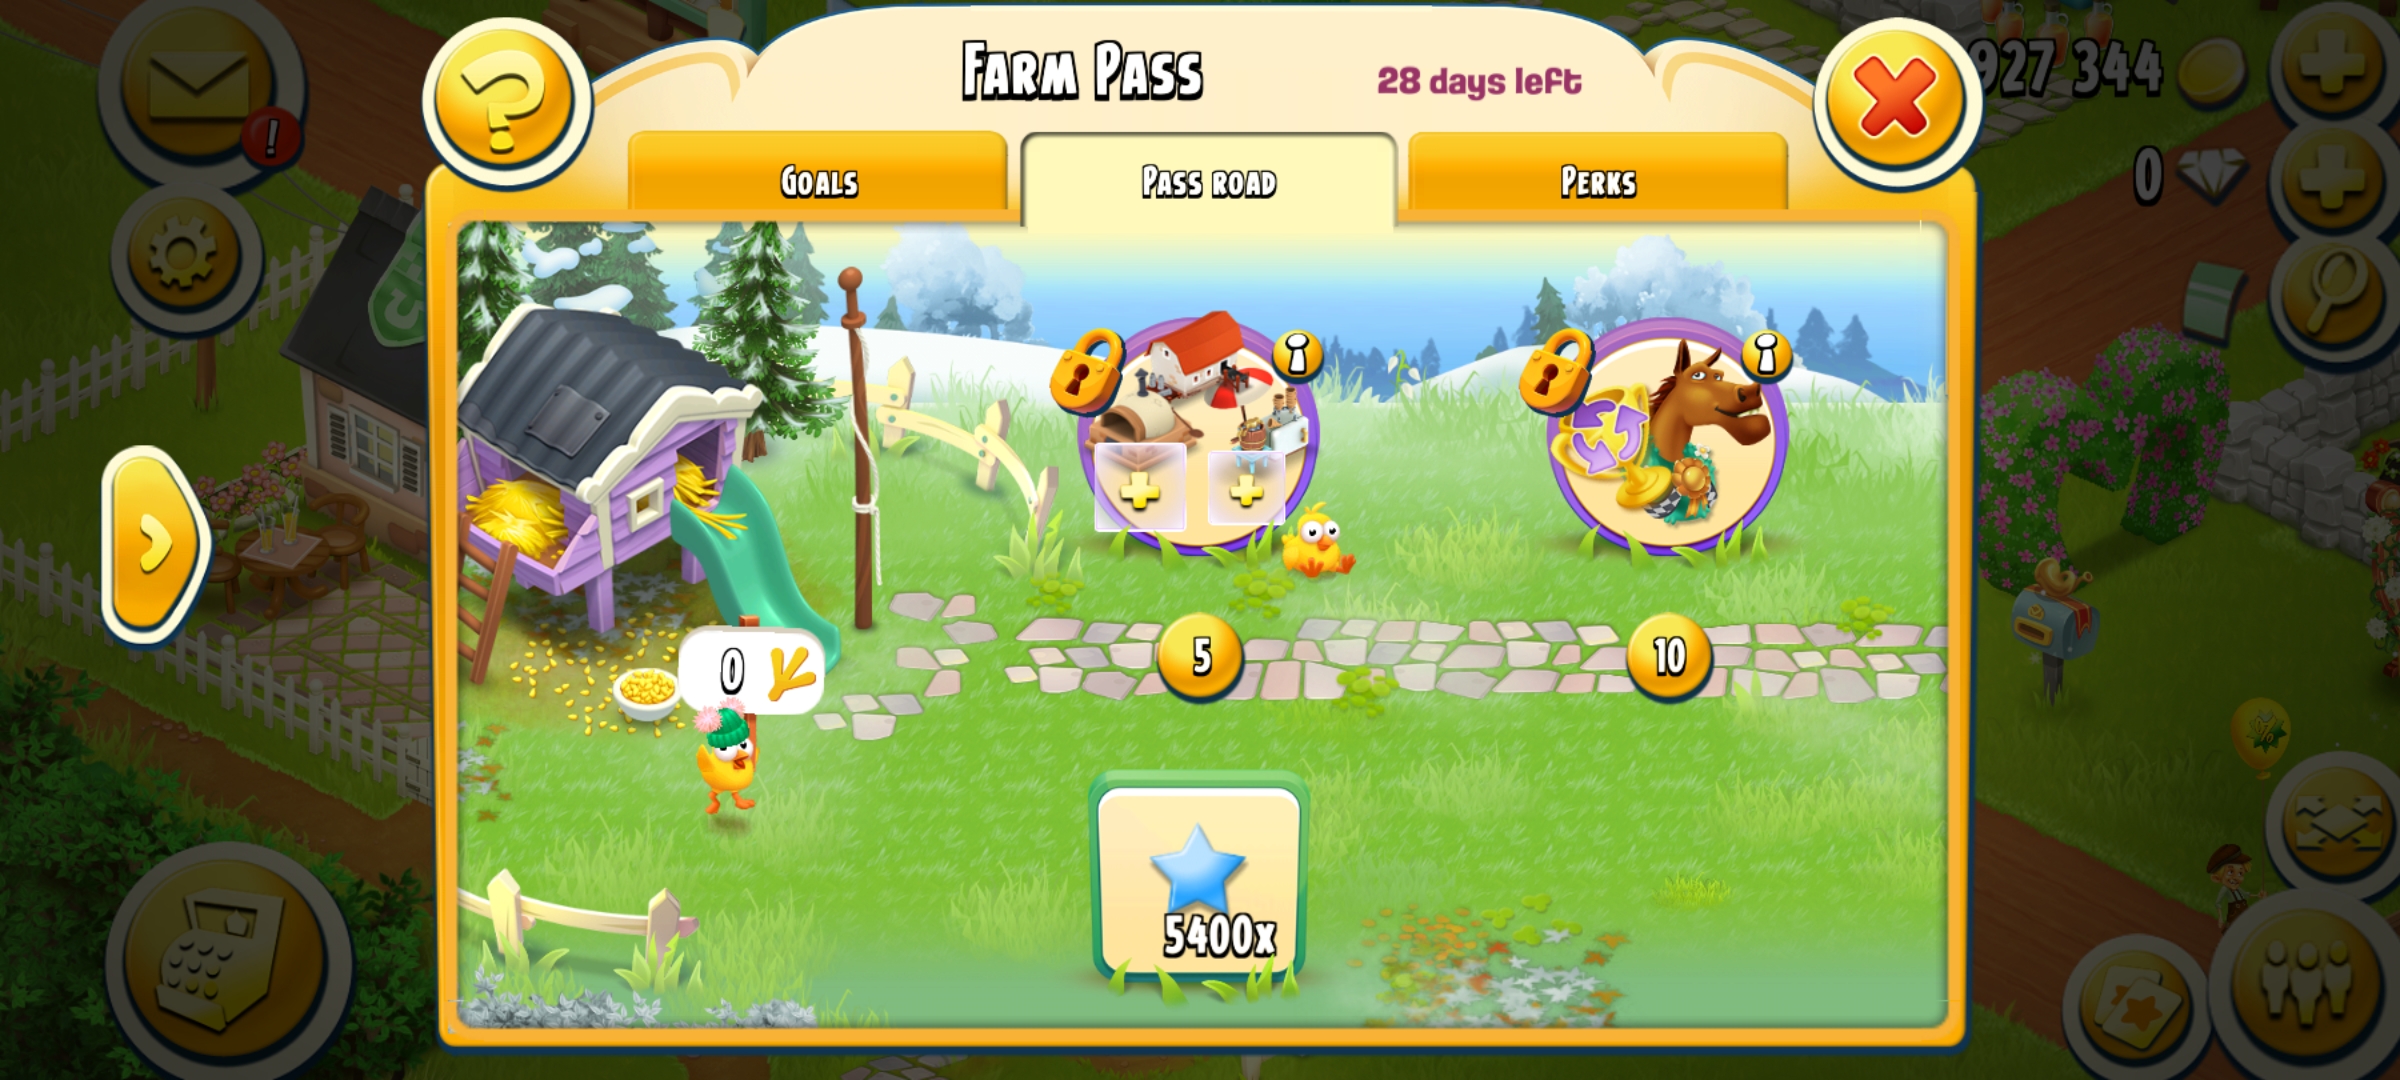 FARM PASS
28 days left
GOALS
PASS ROAD
PERKS
927 344
0
0
5
10
5400x